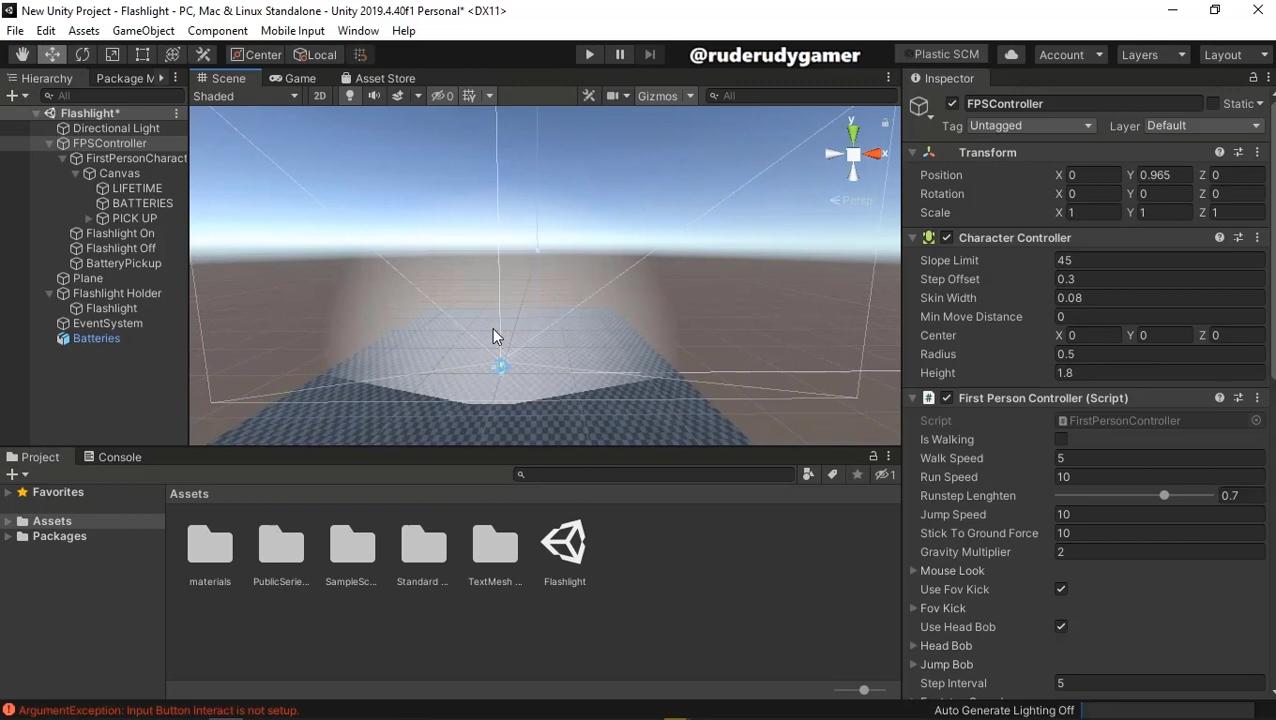 New Unity Project - Flashlight - PC, Mac & Linux Standalone - Unity 2019.4.40f1 Personal* <DX11>
File Edit Assets GameObject Component Mobile Input Window Help
Center Local @ruderudygamer Plastic SCM Account Layers Layout
Hierarchy Package M Scene Game Asset Store Inspector
All Shaded 2D 0 Gizmos All
FPSController Static
Tag Untagged Layer Default
Flashlight*
Directional Light
FPSController
FirstPersonCharact
Canvas
LIFETIME
BATTERIES
PICK UP
Flashlight On
Flashlight Off
BatteryPickup
Plane
Flashlight Holder
Flashlight
EventSystem
Batteries
y
x
Persp
Transform
Position X 0 Y 0.965 Z 0
Rotation X 0 Y 0 Z 0
Scale X 1 Y 1 Z 1
Character Controller
Slope Limit 45
Step Offset 0.3
Skin Width 0.08
Min Move Distance 0
Center X 0 Y 0 Z 0
Radius 0.5
Height 1.8
First Person Controller (Script)
Script FirstPersonController
Is Walking
Walk Speed 5
Run Speed 10
Runstep Lenghten 0.7
Jump Speed 10
Stick To Ground Force 10
Gravity Multiplier 2
Mouse Look
Use Fov Kick
Fov Kick
Use Head Bob
Head Bob
Jump Bob
Step Interval 5
Project Console
1
Favorites
Assets
Packages
Assets
materials PublicSerie... SampleSc... Standard ... TextMesh ... Flashlight
ArgumentException: Input Button Interact is not setup.
Auto Generate Lighting Off